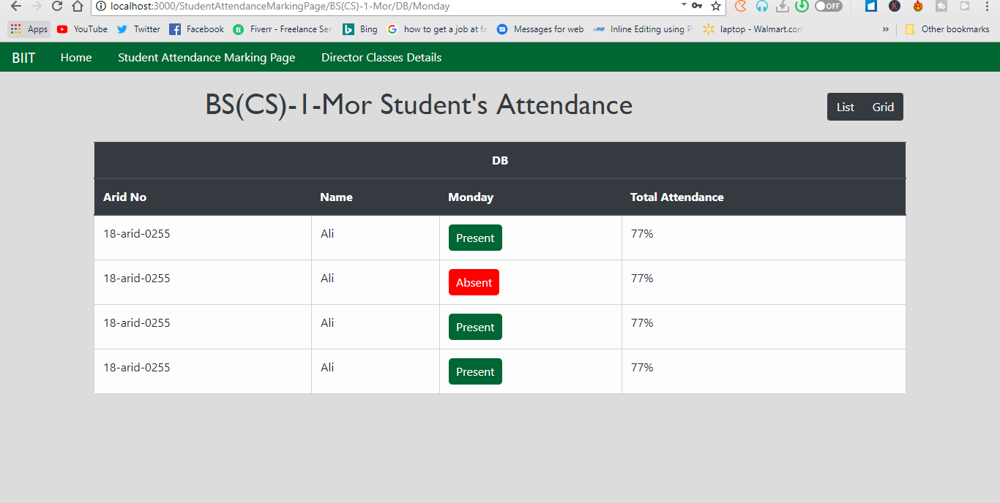 localhost:3000/StudentAttendanceMarkingPage/BS(CS)-1-Mor/DB/Monday
OFF
Apps YouTube Twitter Facebook Fiverr - Freelance Ser Bing how to get a job at fa Messages for web Inline Editing using P laptop - Walmart.com » Other bookmarks
BIIT Home Student Attendance Marking Page Director Classes Details
BS(CS)-1-Mor Student's Attendance
List Grid
DB
Arid No Name Monday Total Attendance
18-arid-0255 Ali Present 77%
18-arid-0255 Ali Absent 77%
18-arid-0255 Ali Present 77%
18-arid-0255 Ali Present 77%